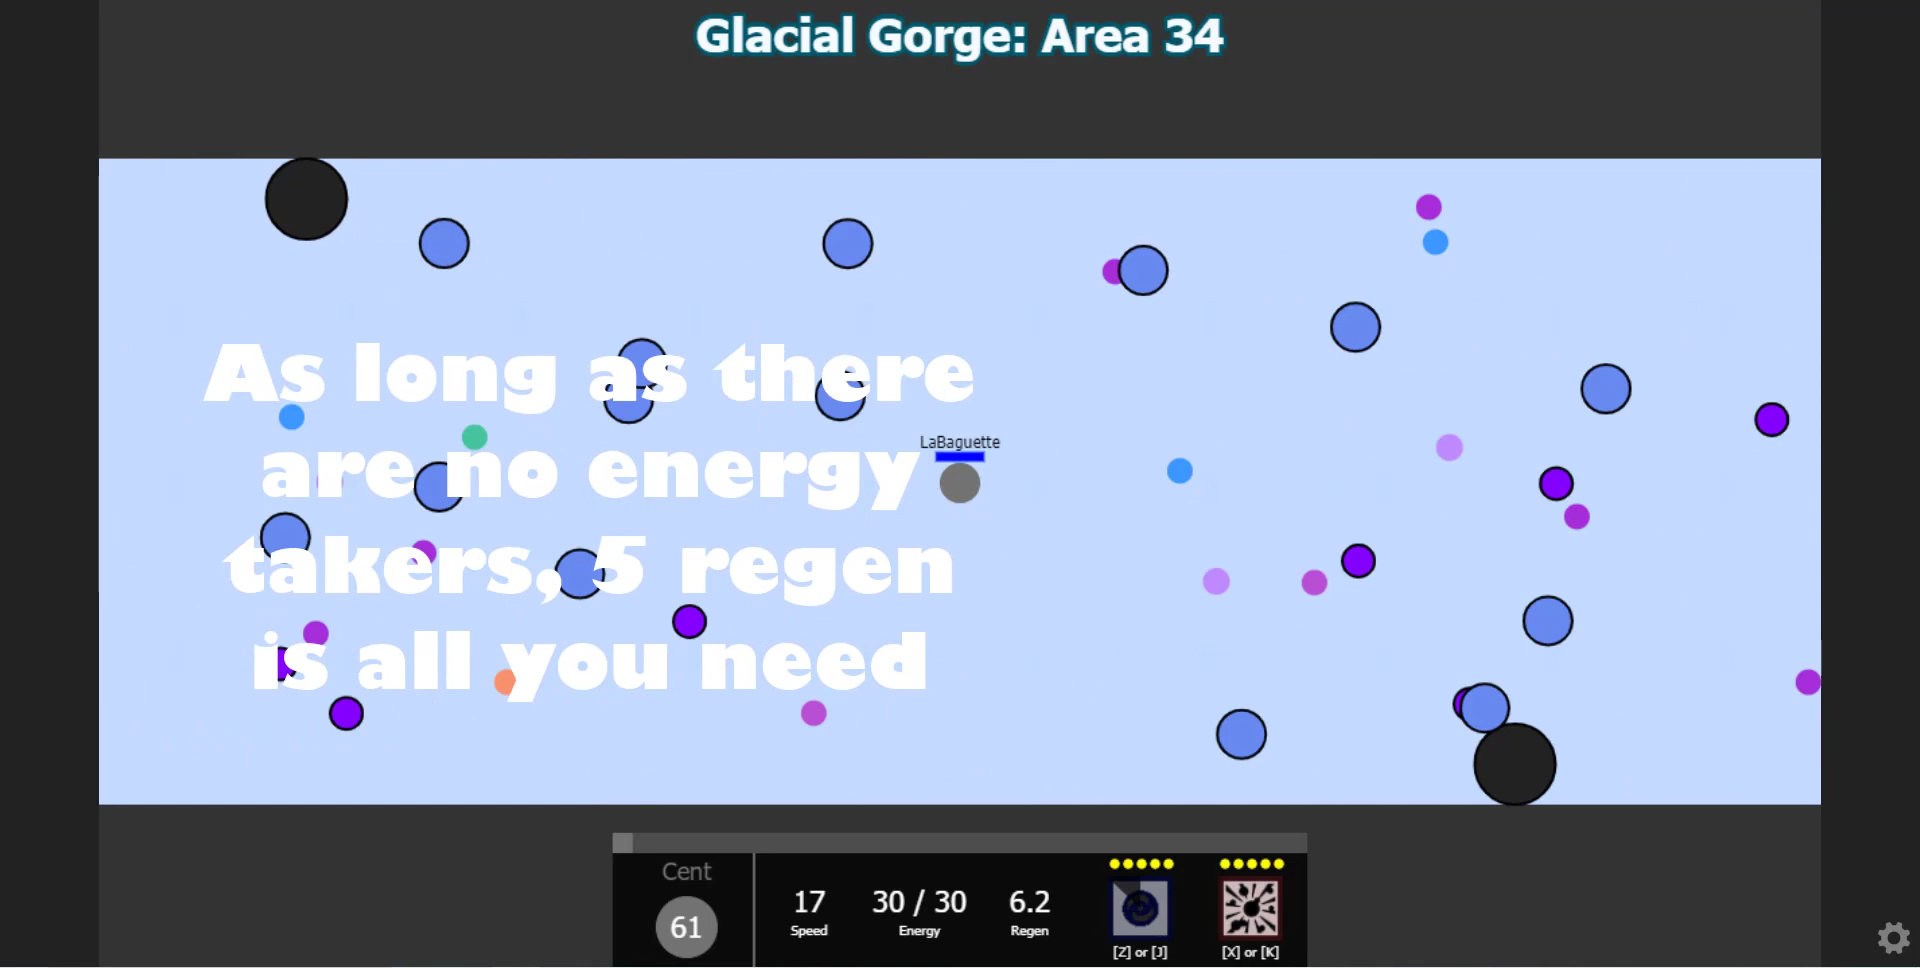 Glacial Gorge: Area 34
As long as there
are no energy
takers, 5 regen
is all you need
LaBaguette
Cent
61
17
Speed
30 / 30
Energy
6.2
Regen
[Z] or [J]
[X] or [K]